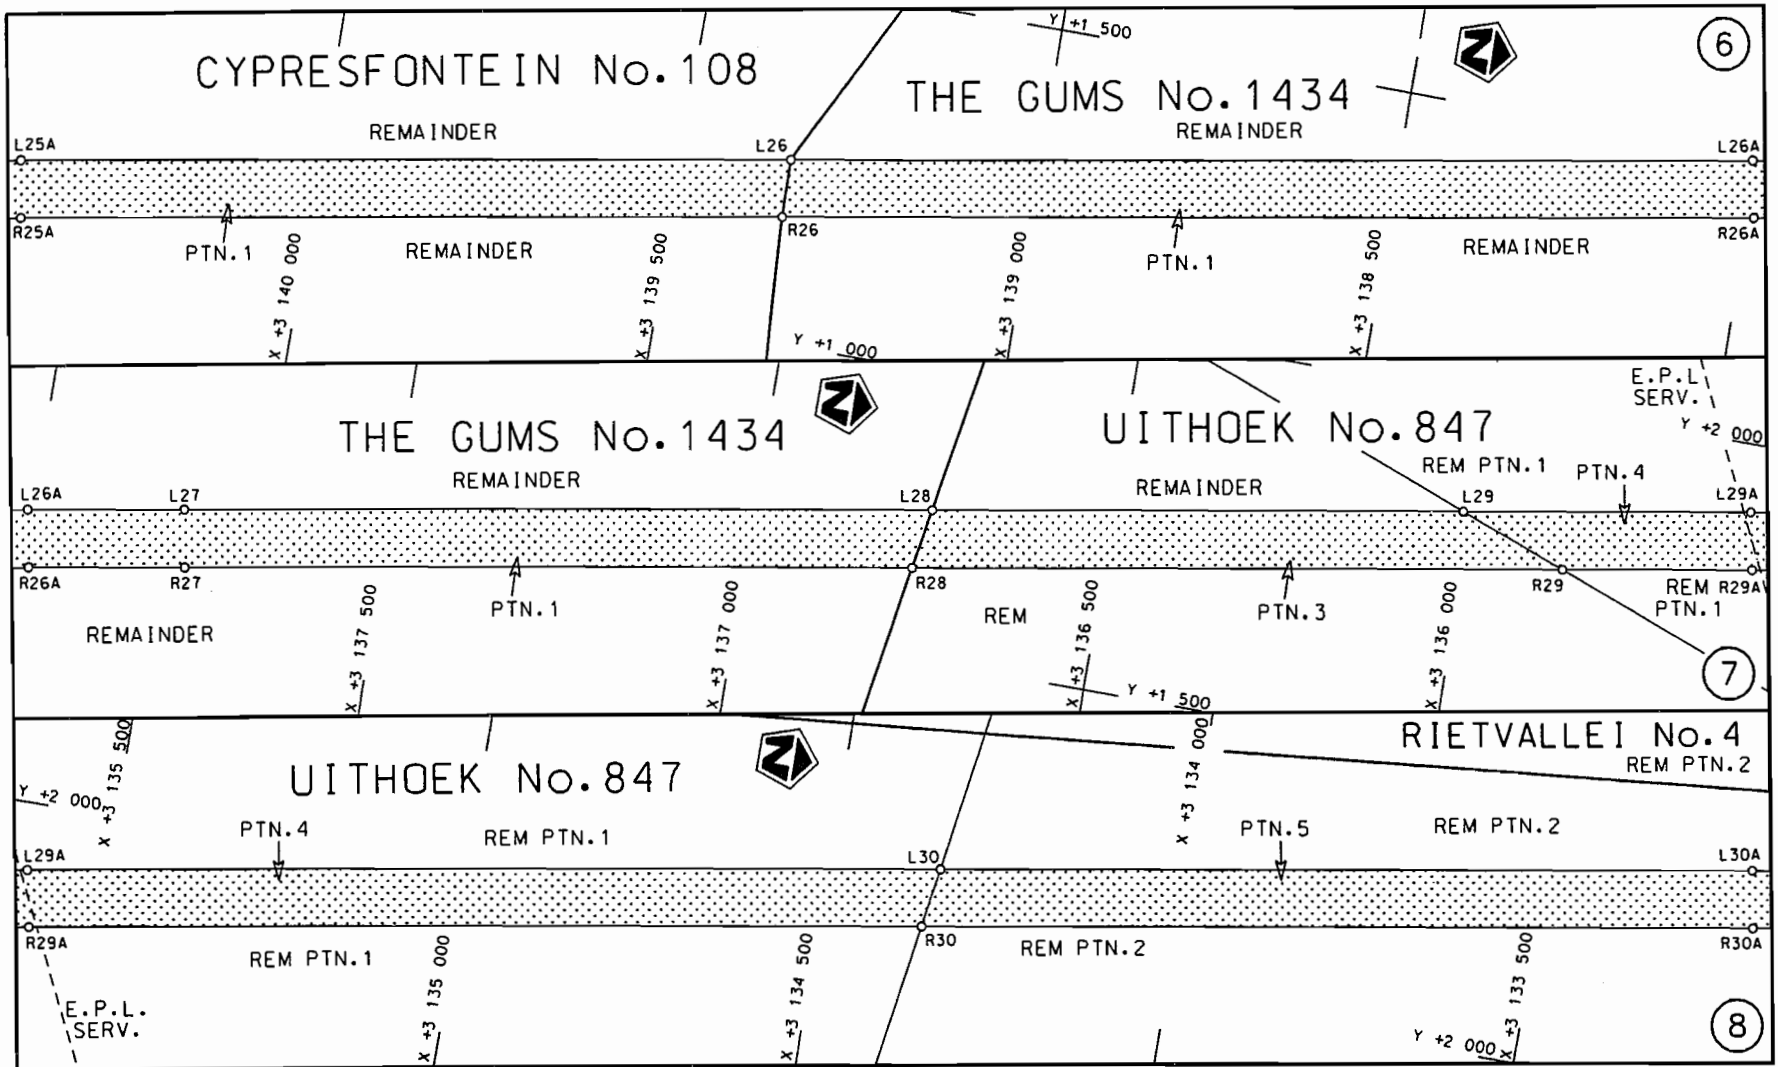 Y +1 500
6
CYPRESFONTEIN No.108
THE GUMS No.1434
REMAINDER
REMAINDER
L25A
L26
L26A
R25A
R26
R26A
PTN.1
REMAINDER
PTN.1
REMAINDER
X +3 140 000
X +3 139 500
X +3 139 000
X +3 138 500
Y +1 000
N
N
E.P.L
SERV.
Y +2 000
THE GUMS No.1434
UITHOEK No.847
REMAINDER
REMAINDER
REM PTN.1
PTN.4
L26A
L27
L28
L29
L29A
R26A
R27
R28
R29
REM
PTN.1
R29A
REMAINDER
PTN.1
REM
PTN.3
X +3 137 500
X +3 137 000
X +3 136 500
X +3 136 000
Y +1 500
7
X +3 135 500
N
UITHOEK No.847
X +3 134 000
RIETVALLEI No.4
REM PTN.2
Y +2 000
PTN.4
REM PTN.1
PTN.5
REM PTN.2
L29A
L30
L30A
R29A
R30
R30A
REM PTN.1
REM PTN.2
E.P.L.
SERV.
X +3 135 000
X +3 134 500
X +3 133 500
Y +2 000
8